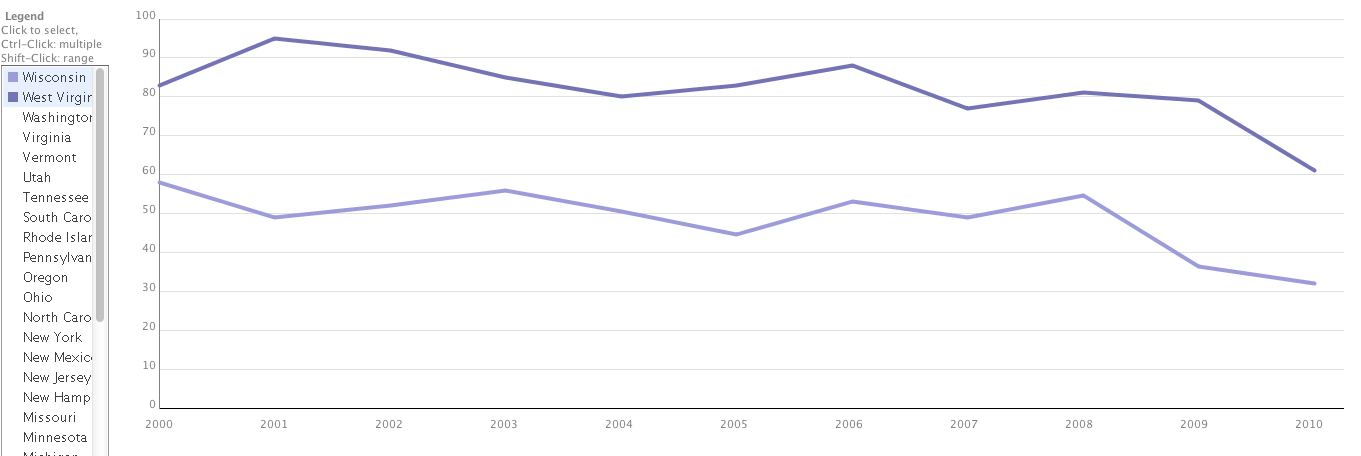 Legend
Click to select,
Ctrl-Click: multiple
Shift-Click: range
Wisconsin
West Virgir
Washingtor
Virginia
Vermont
Utah
Tennessee
South Caro
Rhode Islar
Pennsylvan
Oregon
Ohio
North Caro
New York
New Mexic
New Jersey
New Hamp
Missouri
Minnesota
100
90
80
70
60
50
40
30
20
10
0
2000 2001 2002 2003 2004 2005 2006 2007 2008 2009 2010